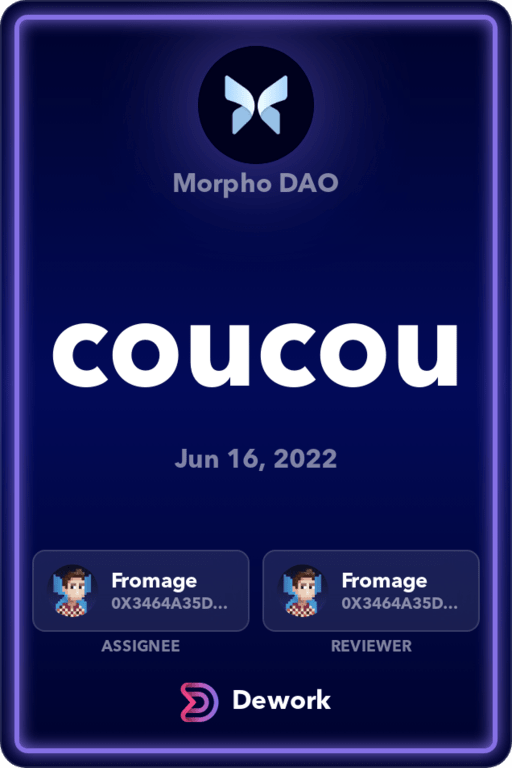 Morpho DAO
coucou
Jun 16, 2022
Fromage
0X3464A35D...
ASSIGNEE
Fromage
0X3464A35D...
REVIEWER
Dework